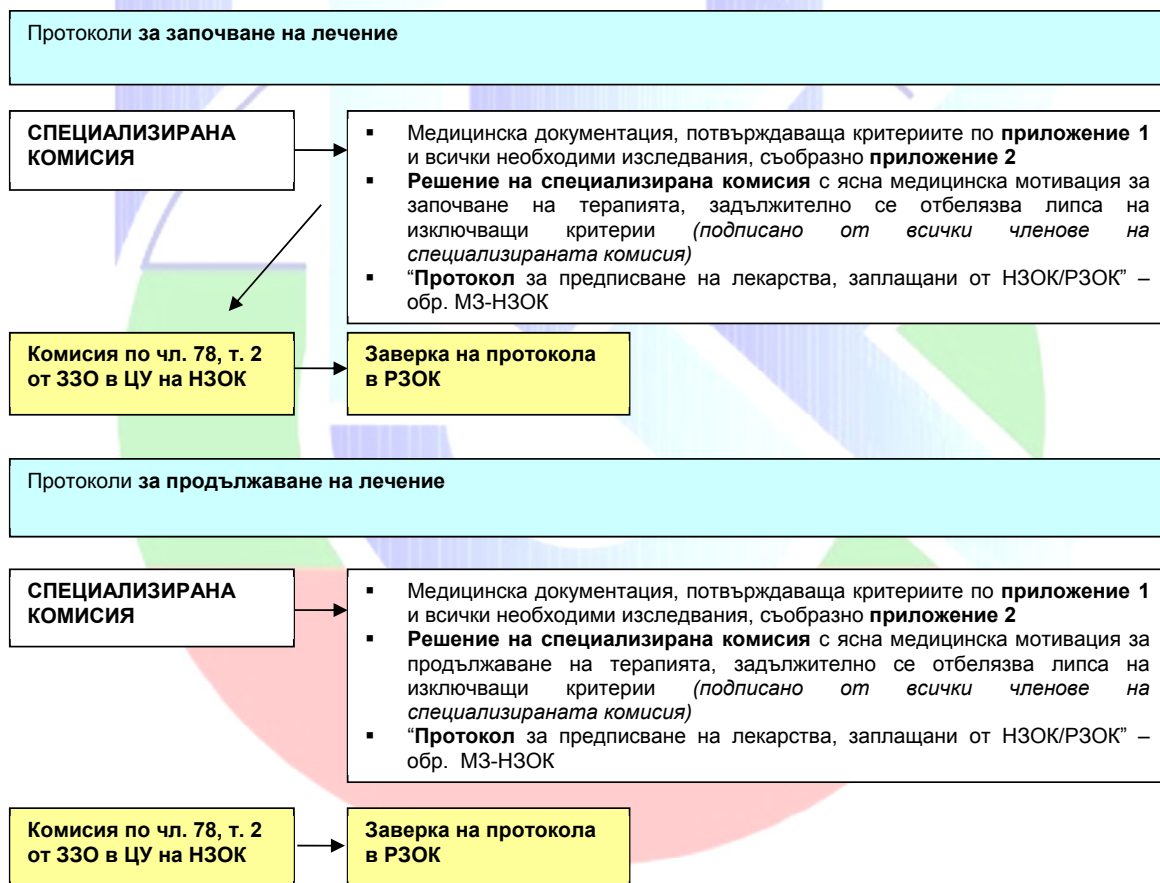 Протоколи за започване на лечение
СПЕЦИАЛИЗИРАНА
КОМИСИЯ
▪ Медицинска документация, потвърждаваща критериите по приложение 1
и всички необходими изследвания, съобразно приложение 2
▪ Решение на специализирана комисия с ясна медицинска мотивация за
започване на терапията, задължително се отбелязва липса на
изключващи критерии (подписано от всички членове на
специализираната комисия)
▪ “Протокол за предписване на лекарства, заплащани от НЗОК/РЗОК” –
обр. МЗ-НЗОК
Комисия по чл. 78, т. 2
от ЗЗО в ЦУ на НЗОК
Заверка на протокола
в РЗОК
Протоколи за продължаване на лечение
СПЕЦИАЛИЗИРАНА
КОМИСИЯ
▪ Медицинска документация, потвърждаваща критериите по приложение 1
и всички необходими изследвания, съобразно приложение 2
▪ Решение на специализирана комисия с ясна медицинска мотивация за
продължаване на терапията, задължително се отбелязва липса на
изключващи критерии (подписано от всички членове на
специализираната комисия)
▪ “Протокол за предписване на лекарства, заплащани от НЗОК/РЗОК” –
обр. МЗ-НЗОК
Комисия по чл. 78, т. 2
от ЗЗО в ЦУ на НЗОК
Заверка на протокола
в РЗОК